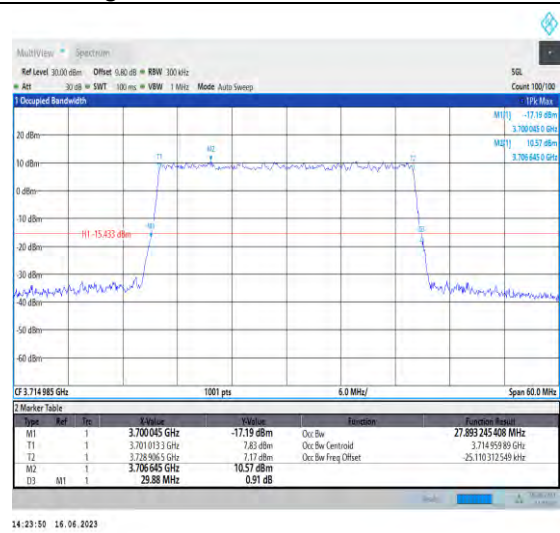 MultiView Spectrum
Ref Level 30.00 dBm Offset 9.80 dB RBW 300 kHz SGL
Att 30 dB SWT 100 ms VBW 1 MHz Mode Auto Sweep Count 100/100
1 Occupied Bandwidth 1Pk Max
M1[1] -17.19 dBm
3.700 045 0 GHz
M2[1] 10.57 dBm
3.706 645 0 GHz
20 dBm
10 dBm
0 dBm
-10 dBm
-20 dBm
-30 dBm
-40 dBm
-50 dBm
-60 dBm
T1
M2
T2
M1
D3
H1 -15.433 dBm
CF 3.714 985 GHz 1001 pts 6.0 MHz/ Span 60.0 MHz
2 Marker Table
Type Ref Trc X-Value Y-Value Function Function Result
M1 1 3.700 045 GHz -17.19 dBm Occ Bw 27.893 245 408 MHz
T1 1 3.701 013 3 GHz 7.83 dBm Occ Bw Centroid 3.714 959 89 GHz
T2 1 3.728 906 5 GHz 7.17 dBm Occ Bw Freq Offset -25.110 312 549 kHz
M2 1 3.706 645 GHz 10.57 dBm
D3 M1 1 29.88 MHz 0.91 dB
14:23:50 16.06.2023